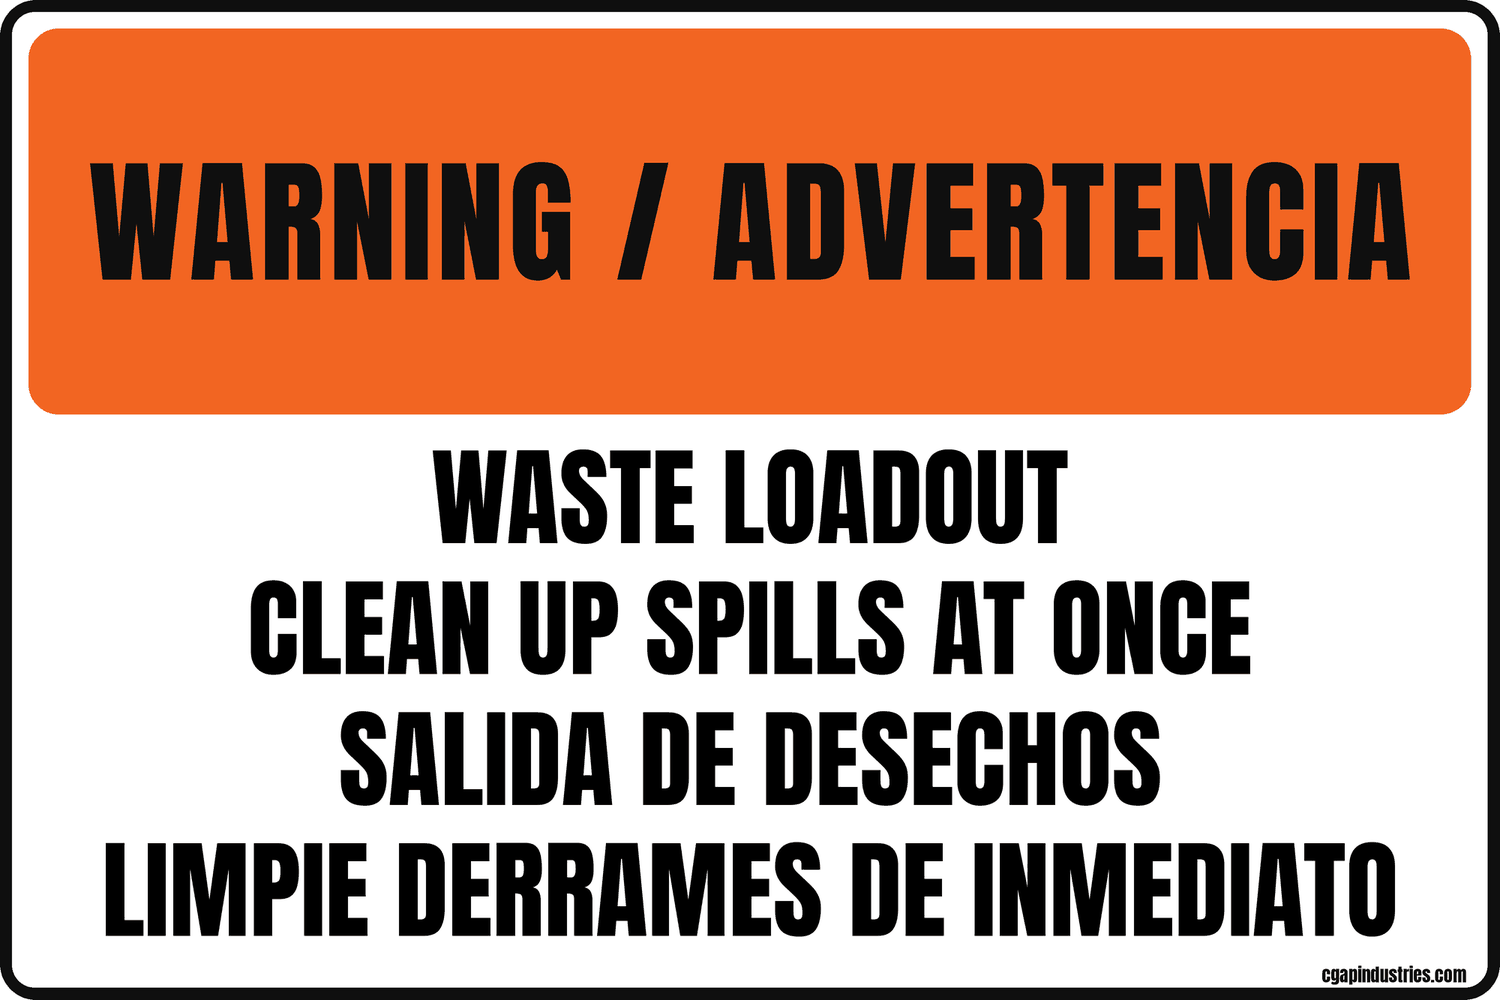 WARNING / ADVERTENCIA
WASTE LOADOUT
CLEAN UP SPILLS AT ONCE
SALIDA DE DESECHOS
LIMPIE DERRAMES DE INMEDIATO
cgapindustries.com